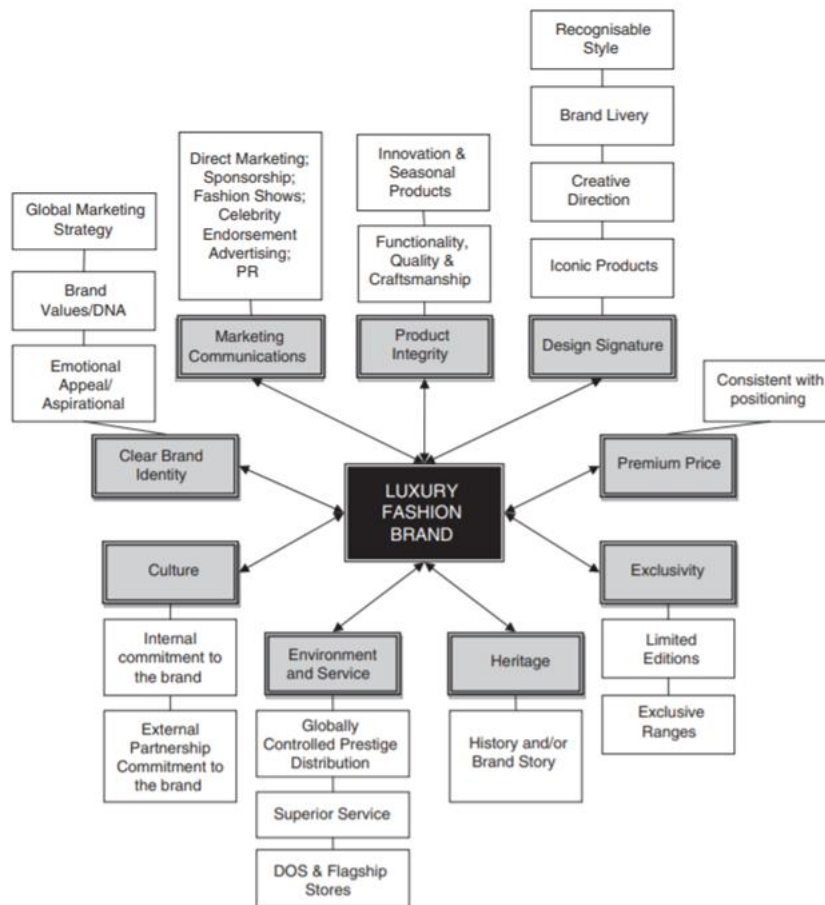 Recognisable
Style
Brand Livery
Creative
Direction
Iconic Products
Design Signature
Innovation &
Seasonal
Products
Functionality,
Quality &
Craftsmanship
Product
Integrity
Direct Marketing;
Sponsorship;
Fashion Shows;
Celebrity
Endorsement
Advertising;
PR
Marketing
Communications
Global Marketing
Strategy
Brand
Values/DNA
Emotional
Appeal/
Aspirational
Clear Brand
Identity
Consistent with
positioning
Premium Price
LUXURY
FASHION
BRAND
Culture
Internal
commitment to
the brand
External
Partnership
Commitment to
the brand
Environment
and Service
Globally
Controlled Prestige
Distribution
Superior Service
DOS & Flagship
Stores
Heritage
History and/or
Brand Story
Exclusivity
Limited
Editions
Exclusive
Ranges